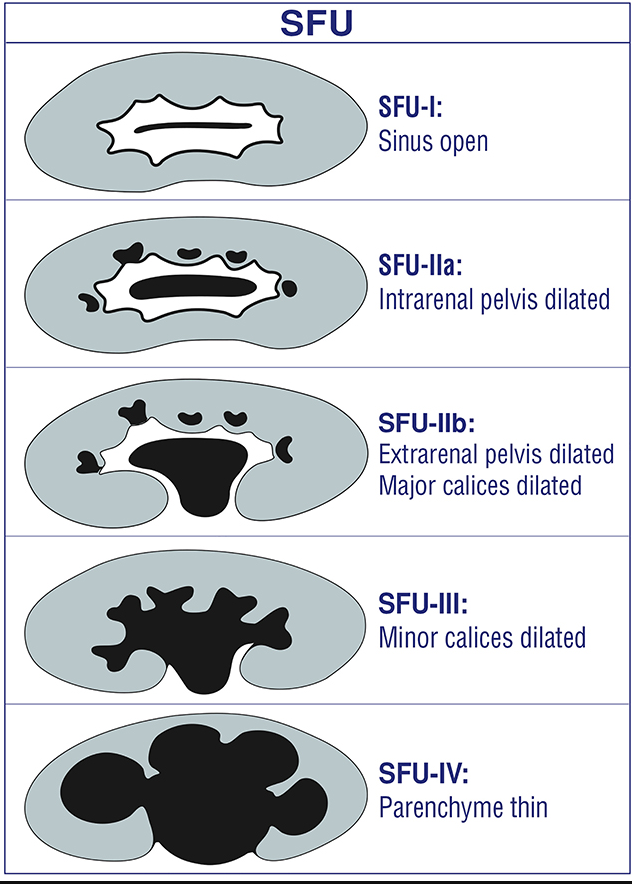 SFU
SFU-I:
Sinus open
SFU-IIa:
Intrarenal pelvis dilated
SFU-IIb:
Extrarenal pelvis dilated
Major calices dilated
SFU-III:
Minor calices dilated
SFU-IV:
Parenchyme thin